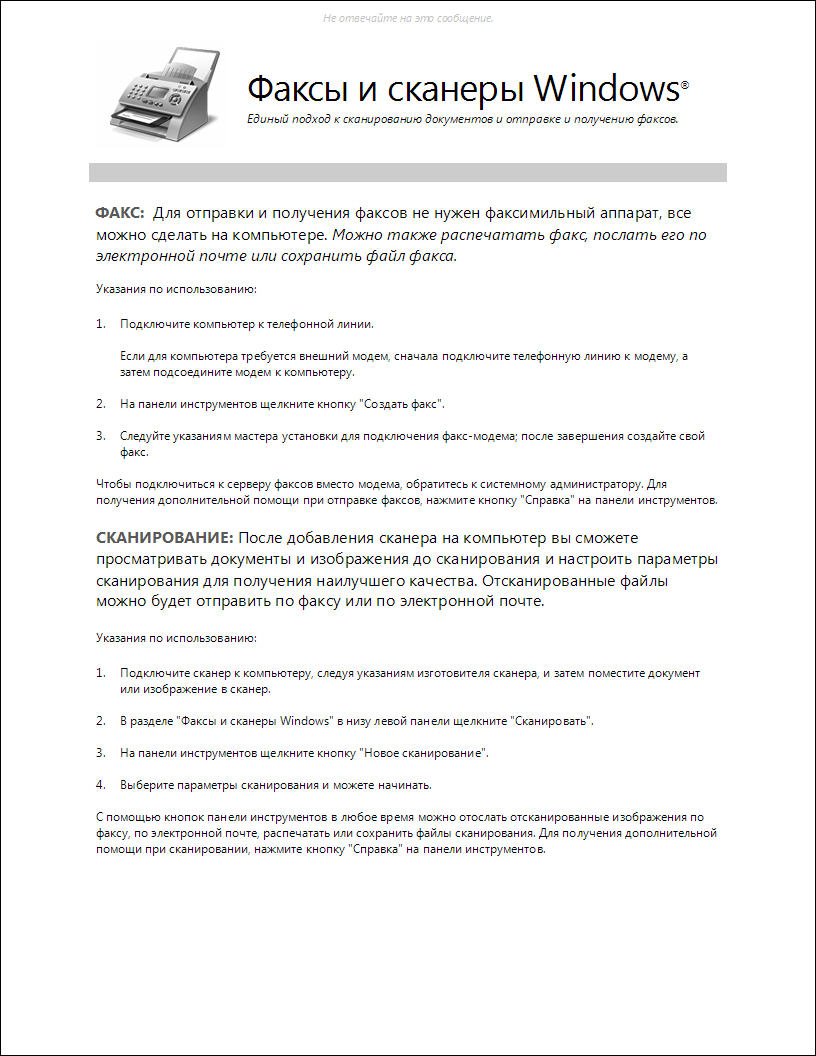 Не отвечайте на это сообщение.
Факсы и сканеры Windows®
Единый подход к сканированию документов и отправке и получению факсов.
ФАКС: Для отправки и получения факсов не нужен факсимильный аппарат, все
можно сделать на компьютере. Можно также распечатать факс, послать его по
электронной почте или сохранить файл факса.
Указания по использованию:
1. Подключите компьютер к телефонной линии.
Если для компьютера требуется внешний модем, сначала подключите телефонную линию к модему, а
затем подсоедините модем к компьютеру.
2. На панели инструментов щелкните кнопку "Создать факс".
3. Следуйте указаниям мастера установки для подключения факс-модема; после завершения создайте свой
факс.
Чтобы подключиться к серверу факсов вместо модема, обратитесь к системному администратору. Для
получения дополнительной помощи при отправке факсов, нажмите кнопку "Справка" на панели инструментов.
СКАНИРОВАНИЕ: После добавления сканера на компьютер вы сможете
просматривать документы и изображения до сканирования и настроить параметры
сканирования для получения наилучшего качества. Отсканированные файлы
можно будет отправить по факсу или по электронной почте.
Указания по использованию:
1. Подключите сканер к компьютеру, следуя указаниям изготовителя сканера, и затем поместите документ
или изображение в сканер.
2. В разделе "Факсы и сканеры Windows" в низу левой панели щелкните "Сканировать".
3. На панели инструментов щелкните кнопку "Новое сканирование".
4. Выберите параметры сканирования и можете начинать.
С помощью кнопок панели инструментов в любое время можно отослать отсканированные изображения по
факсу, по электронной почте, распечатать или сохранить файлы сканирования. Для получения дополнительной
помощи при сканировании, нажмите кнопку "Справка" на панели инструментов.